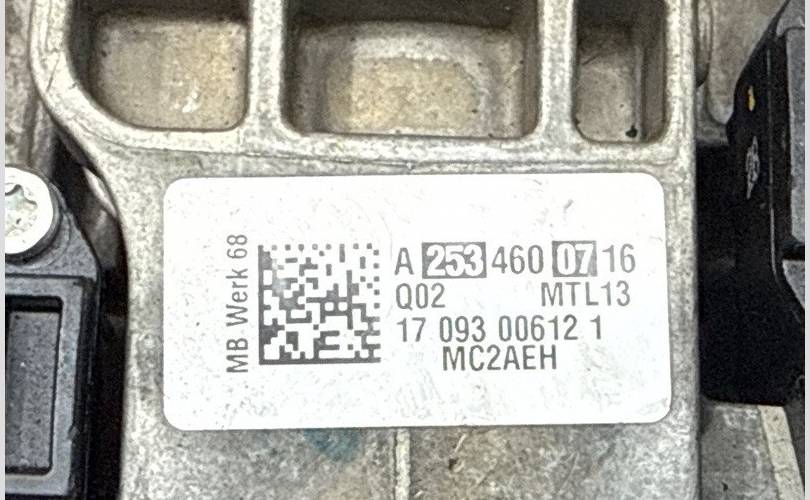 MB Werk 68
A 253 460 07 16
Q02 MTL13
17 093 00612 1
MC2AEH